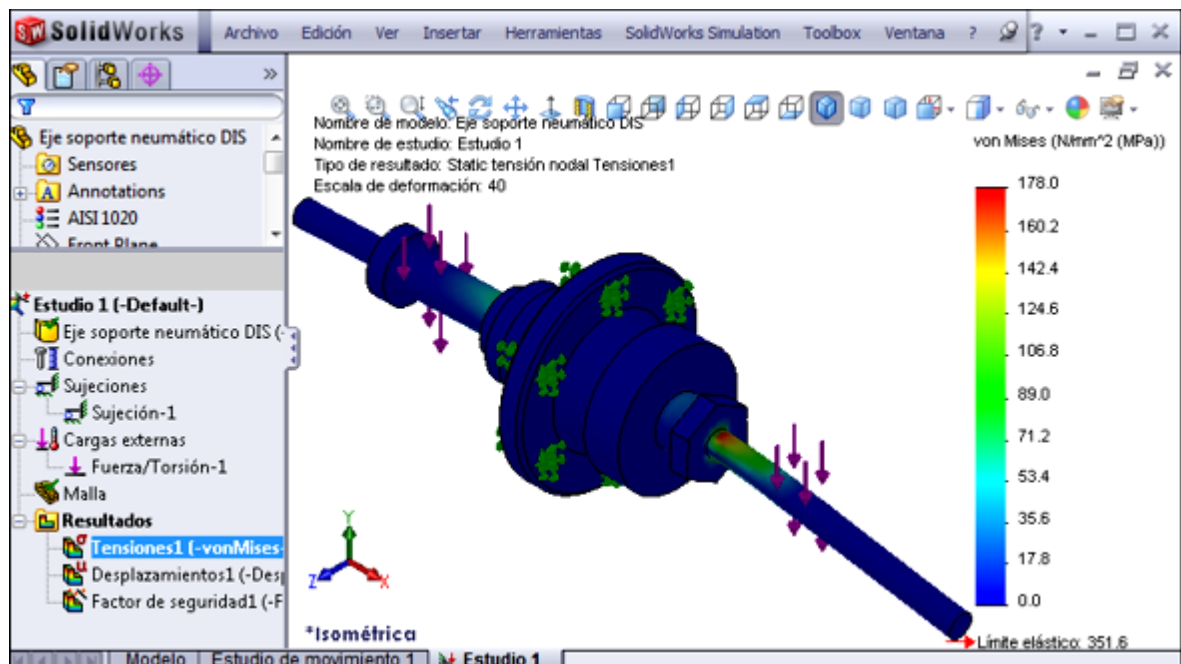 SolidWorks Archivo Edición Ver Insertar Herramientas SolidWorks Simulation Toolbox Ventana ?
Eje soporte neumático DIS
Sensores
Annotations
AISI 1020
Front Plane
Estudio 1 (-Default-)
Eje soporte neumático DIS (-
Conexiones
Sujeciones
Sujeción-1
Cargas externas
Fuerza/Torsión-1
Malla
Resultados
Tensiones1 (-vonMises-
Desplazamientos1 (-Desp
Factor de seguridad1 (-F
Nombre de modelo: Eje soporte neumático DIS
Nombre de estudio: Estudio 1
Tipo de resultado: Static tensión nodal Tensiones1
Escala de deformación: 40
von Mises (N/mm^2 (MPa))
178.0
160.2
142.4
124.6
106.8
89.0
71.2
53.4
35.6
17.8
0.0
Límite elástico: 351.6
Y
Z
X
*Isométrica
Modelo Estudio de movimiento 1 Estudio 1